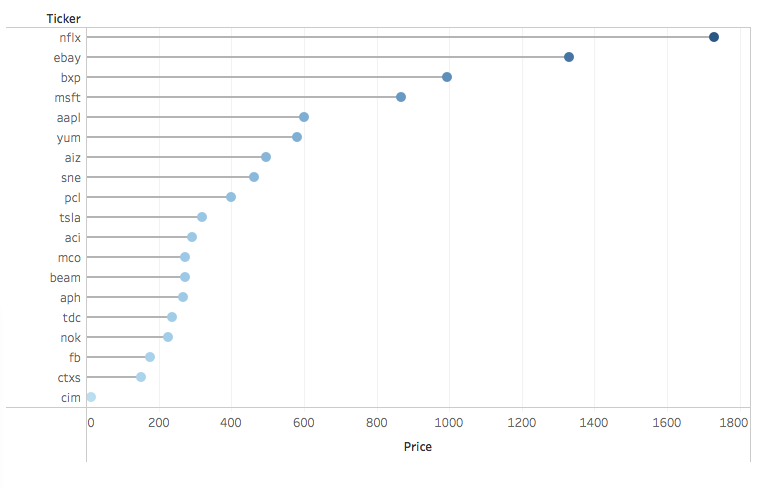 Ticker
nflx
ebay
bxp
msft
aapl
yum
aiz
sne
pcl
tsla
aci
mco
beam
aph
tdc
nok
fb
ctxs
cim
0 200 400 600 800 1000 1200 1400 1600 1800
Price